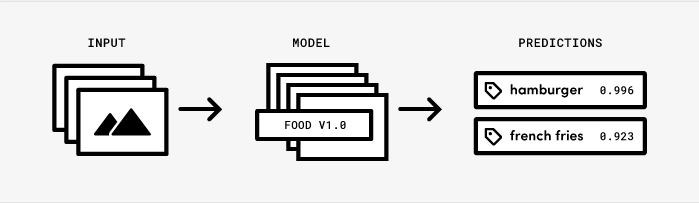 INPUT
MODEL
PREDICTIONS
FOOD V1.0
hamburger 0.996
french fries 0.923